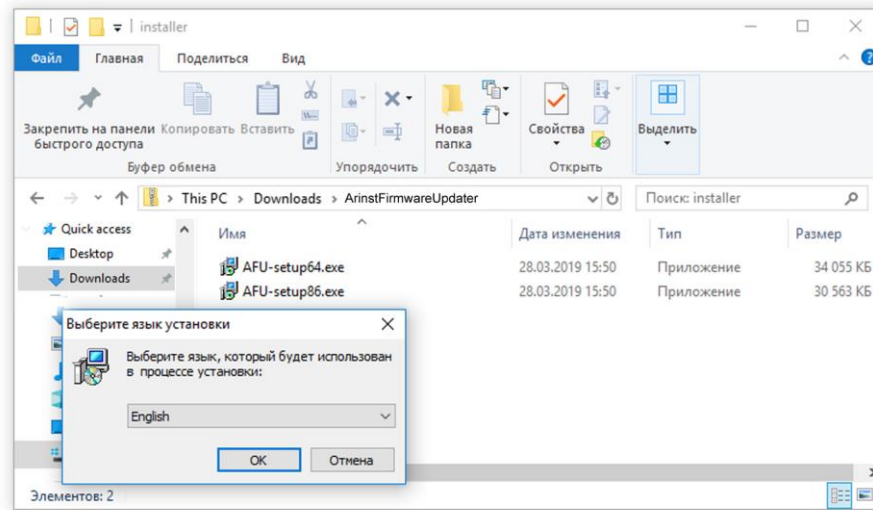 installer
Файл Главная Поделиться Вид
Закрепить на панели быстрого доступа
Копировать
Вставить
Новая папка
Свойства
Выделить
Буфер обмена
Упорядочить
Создать
Открыть
This PC > Downloads > ArinstFirmwareUpdater
Поиск: installer
Quick access
Desktop
Downloads
Имя Дата изменения Тип Размер
AFU-setup64.exe 28.03.2019 15:50 Приложение 34 055 КБ
AFU-setup86.exe 28.03.2019 15:50 Приложение 30 563 КБ
Выберите язык установки
Выберите язык, который будет использован
в процессе установки:
English
OK
Отмена
Элементов: 2